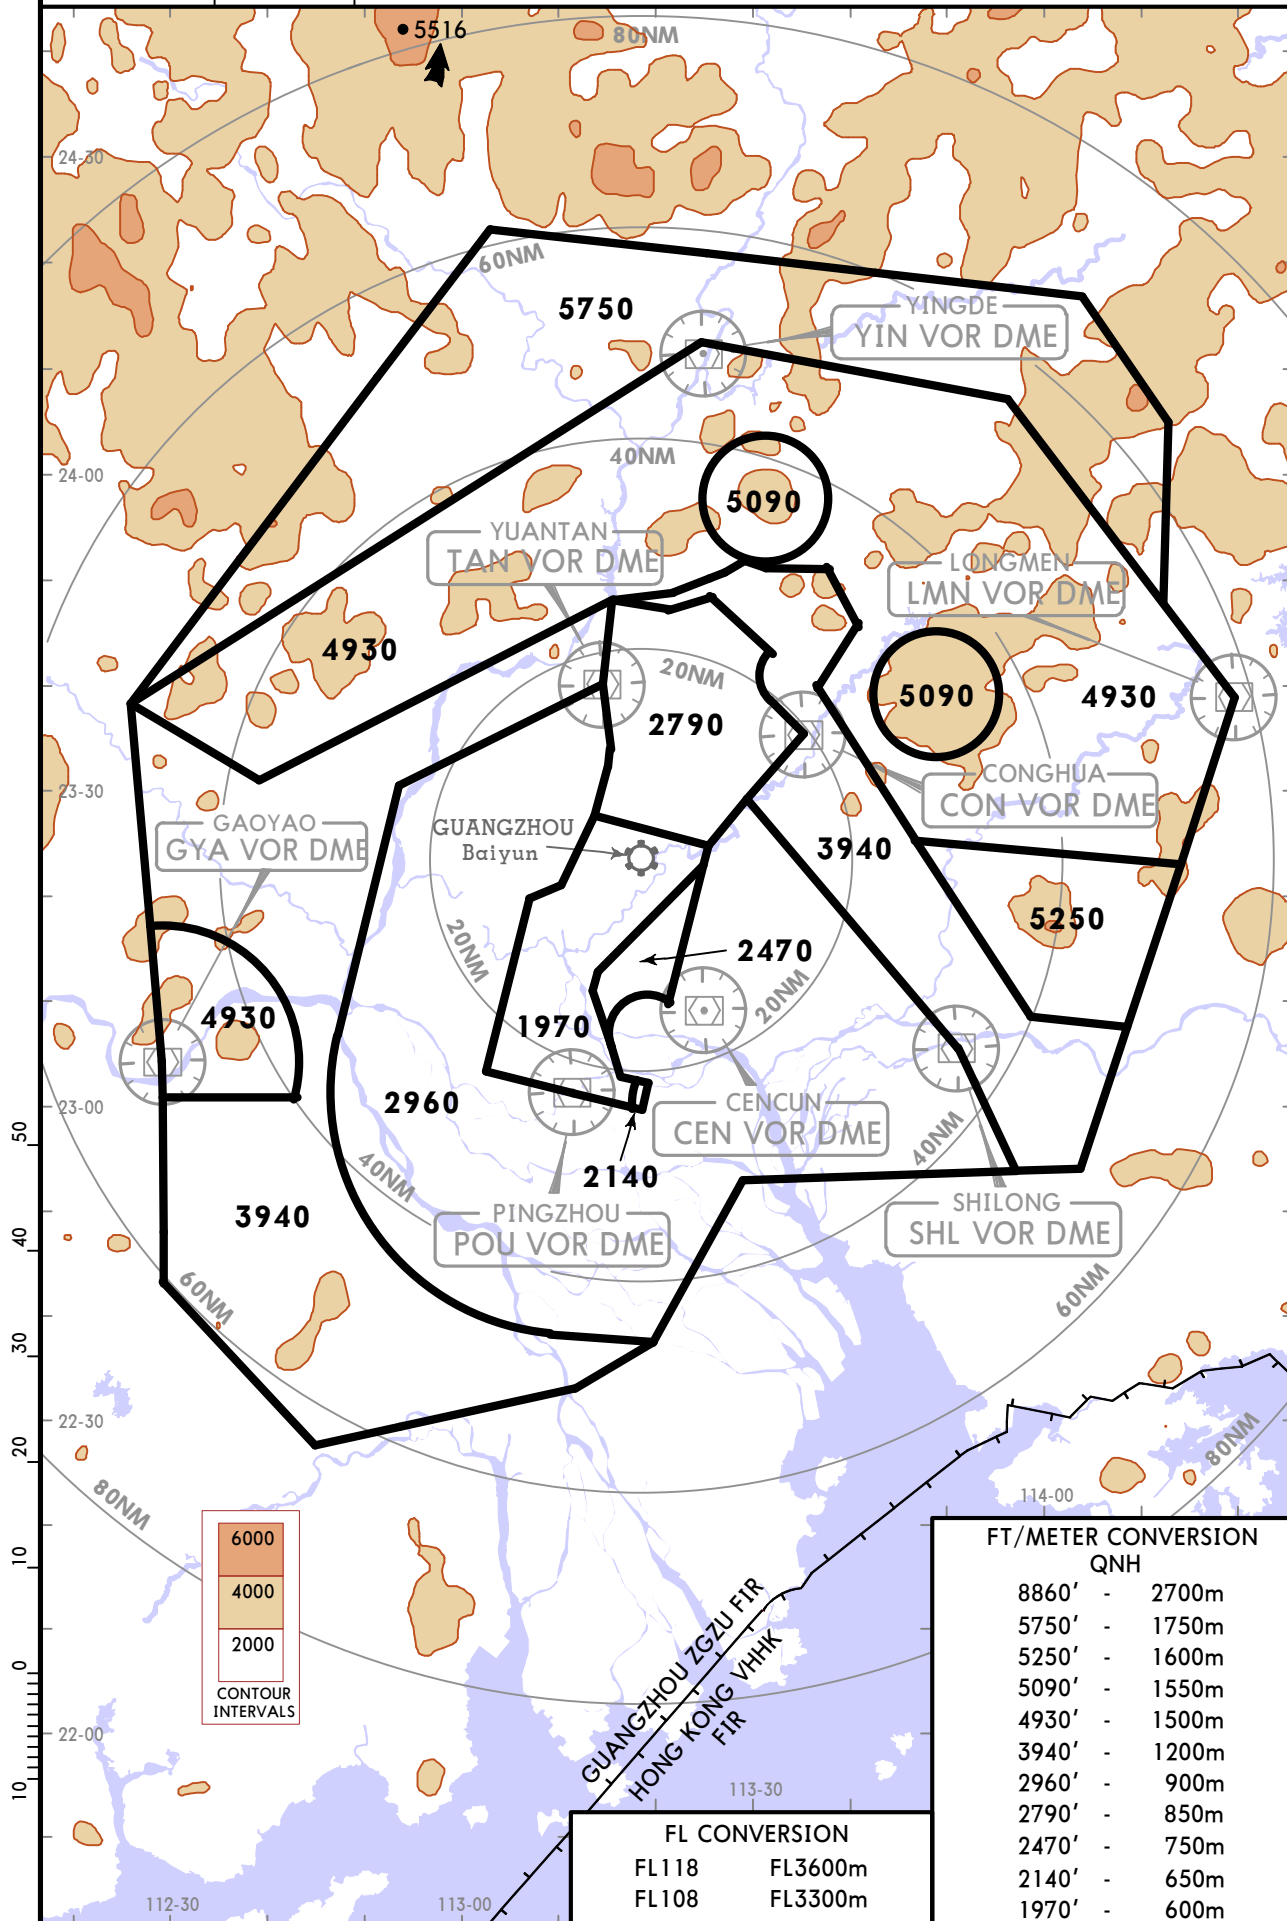 5516
80NM
24-30
60NM
5750
YINGDE
YIN VOR DME
40NM
24-00
5090
YUANTAN
TAN VOR DME
LONGMEN
LMN VOR DME
4930
20NM
2790
5090
4930
CONGHUA
CON VOR DME
23-30
GAOYAO
GYA VOR DME
GUANGZHOU
Baiyun
3940
5250
20NM
2470
20NM
4930
1970
2960
23-00
CENCUN
CEN VOR DME
40NM
40NM
2140
3940
PINGZHOU
POU VOR DME
SHILONG
SHL VOR DME
60NM
60NM
22-30
80NM
80NM
114-00
50
40
30
20
10
0
10
6000
4000
2000
CONTOUR
INTERVALS
GUANGZHOU ZGZU FIR
HONG KONG VHHK
FIR
22-00
113-30
112-30
113-00
FL CONVERSION
FL118 FL3600m
FL108 FL3300m
FT/METER CONVERSION
QNH
8860' - 2700m
5750' - 1750m
5250' - 1600m
5090' - 1550m
4930' - 1500m
3940' - 1200m
2960' - 900m
2790' - 850m
2470' - 750m
2140' - 650m
1970' - 600m